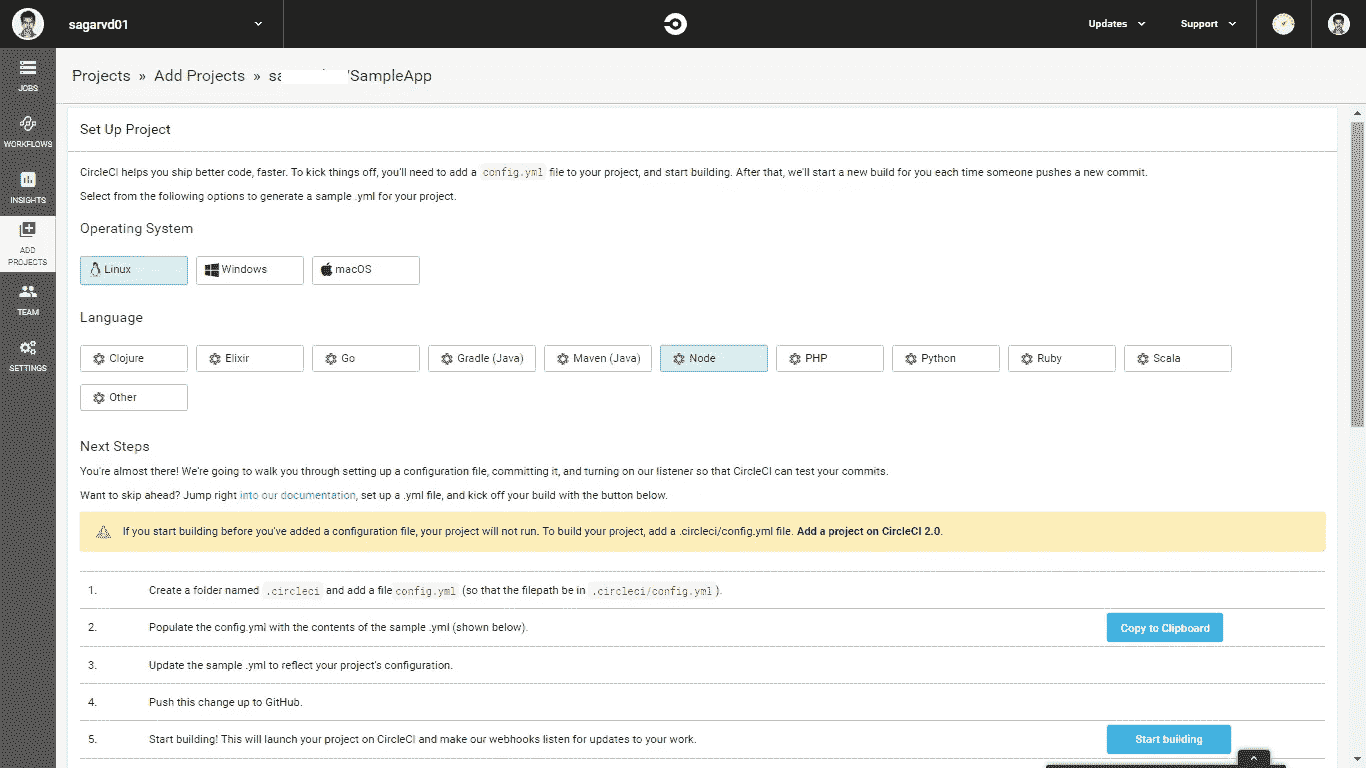 sagarvd01
Updates
Support
JOBS
WORKFLOWS
INSIGHTS
ADD
PROJECTS
TEAM
SETTINGS
Projects » Add Projects » sa /SampleApp
Set Up Project
CircleCI helps you ship better code, faster. To kick things off, you'll need to add a config.yml file to your project, and start building. After that, we'll start a new build for you each time someone pushes a new commit.
Select from the following options to generate a sample .yml for your project.
Operating System
Linux Windows macOS
Language
Clojure Elixir Go Gradle (Java) Maven (Java) Node PHP Python Ruby Scala
Other
Next Steps
You're almost there! We're going to walk you through setting up a configuration file, committing it, and turning on our listener so that CircleCI can test your commits.
Want to skip ahead? Jump right into our documentation, set up a .yml file, and kick off your build with the button below.
If you start building before you've added a configuration file, your project will not run. To build your project, add a .circleci/config.yml file. Add a project on CircleCI 2.0.
1. Create a folder named .circleci and add a file config.yml (so that the filepath be in .circleci/config.yml).
2. Populate the config.yml with the contents of the sample .yml (shown below). Copy to Clipboard
3. Update the sample .yml to reflect your project's configuration.
4. Push this change up to GitHub.
5. Start building! This will launch your project on CircleCI and make our webhooks listen for updates to your work. Start building